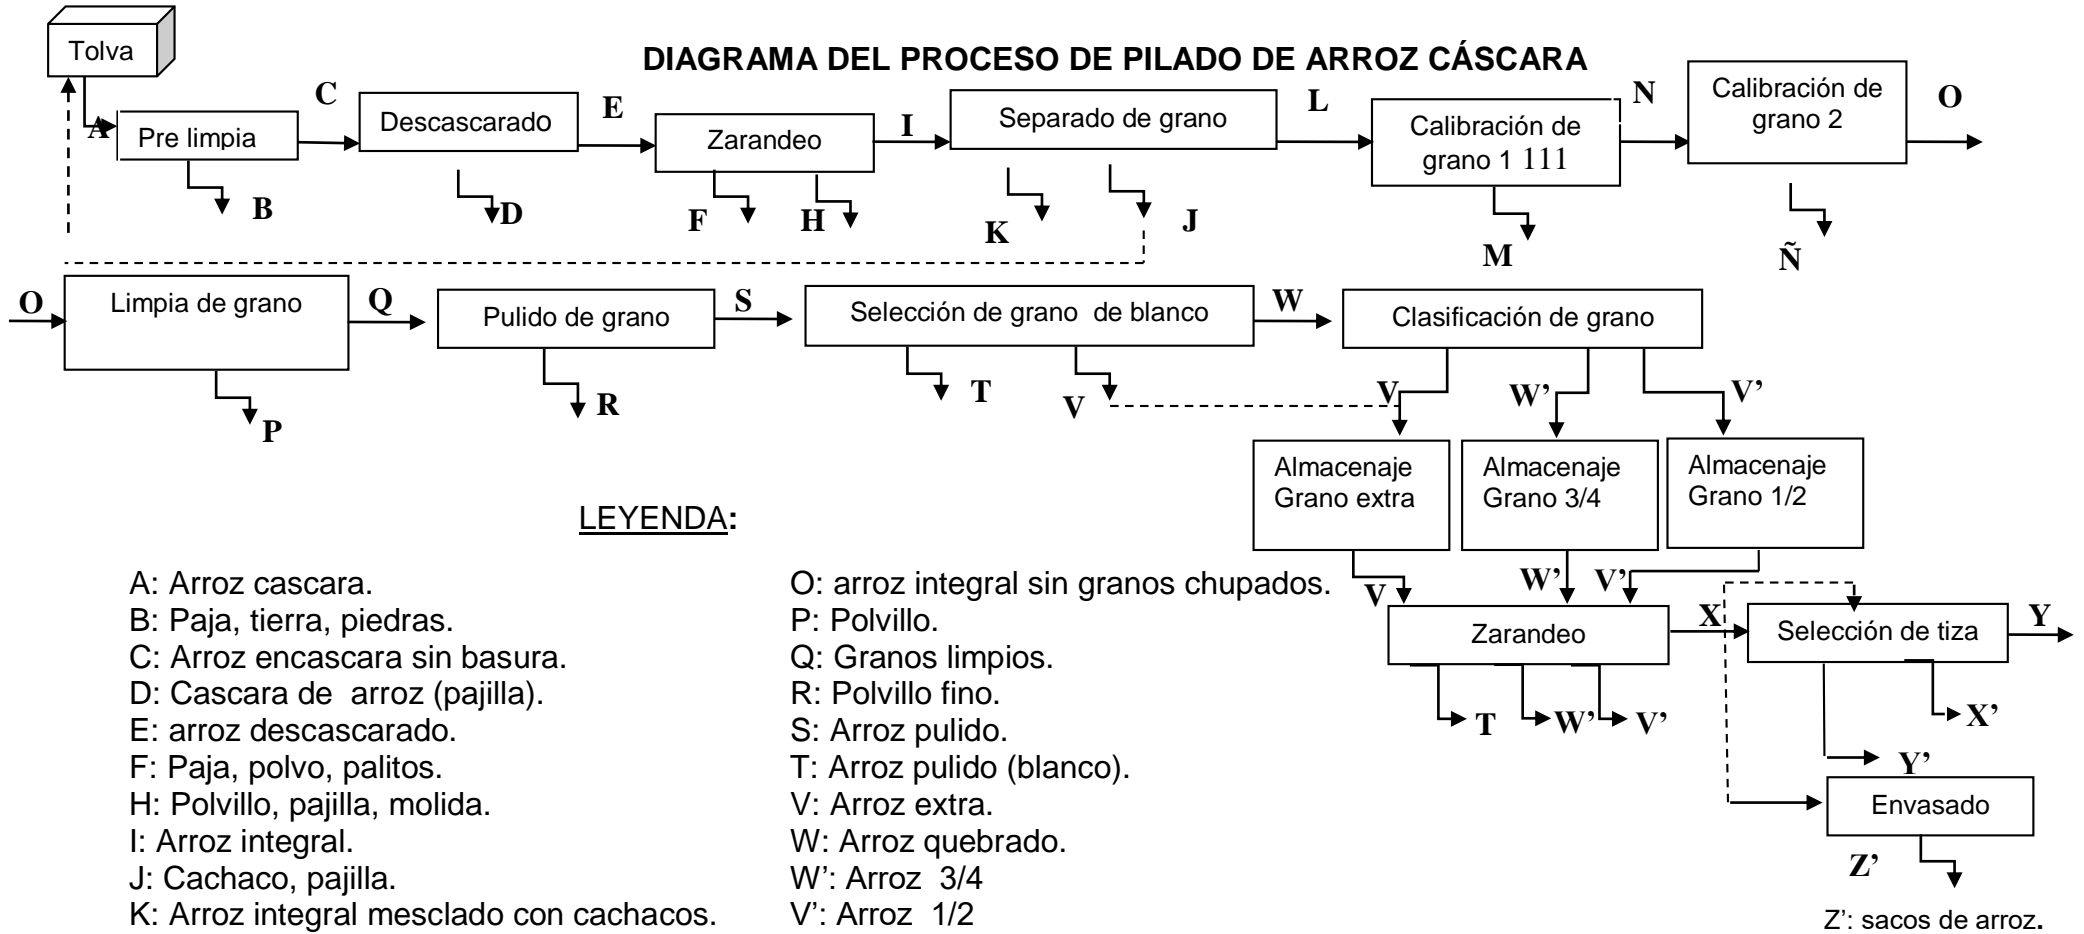 Tolva
DIAGRAMA DEL PROCESO DE PILADO DE ARROZ CÁSCARA
A
Pre limpia
C
Descascarado
E
Zarandeo
I
Separado de grano
L
Calibración de
grano 1 111
N
Calibración de
grano 2
O
B
D
F
H
K
J
M
Ñ
O
Limpia de grano
Q
Pulido de grano
S
Selección de grano de blanco
W
Clasificación de grano
P
R
T
V
V
W’
V’
Almacenaje
Grano extra
Almacenaje
Grano 3/4
Almacenaje
Grano 1/2
V
W’
V’
Zarandeo
X
Selección de tiza
Y
T
W’
V’
X’
Y’
Envasado
Z’
Z’: sacos de arroz.
LEYENDA:
A: Arroz cascara.
B: Paja, tierra, piedras.
C: Arroz encascara sin basura.
D: Cascara de arroz (pajilla).
E: arroz descascarado.
F: Paja, polvo, palitos.
H: Polvillo, pajilla, molida.
I: Arroz integral.
J: Cachaco, pajilla.
K: Arroz integral mesclado con cachacos.
O: arroz integral sin granos chupados.
P: Polvillo.
Q: Granos limpios.
R: Polvillo fino.
S: Arroz pulido.
T: Arroz pulido (blanco).
V: Arroz extra.
W: Arroz quebrado.
W’: Arroz 3/4
V’: Arroz 1/2